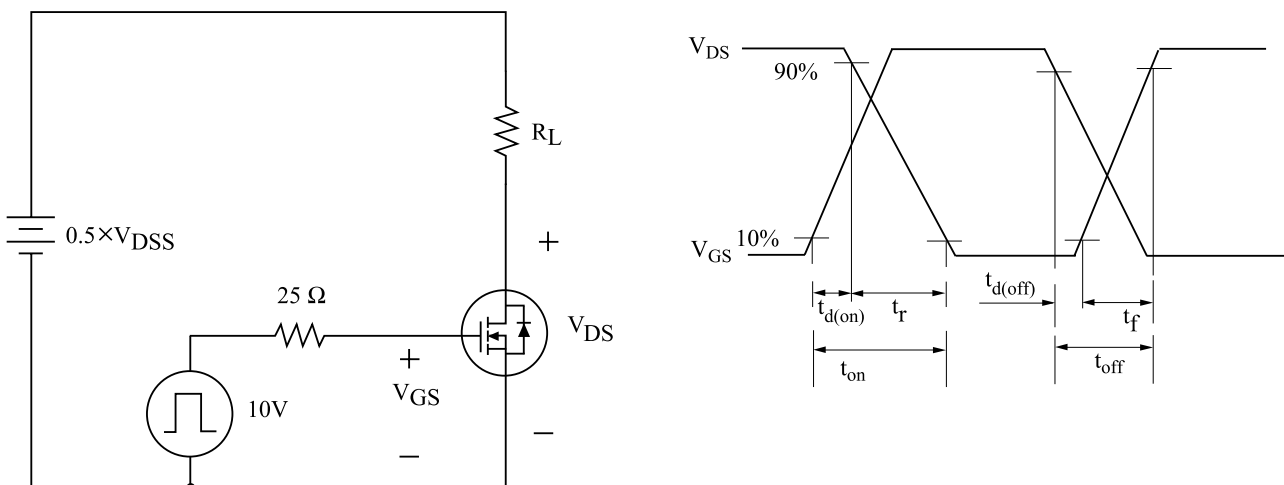 R_L
0.5×V_DSS
+
25 Ω
V_DS
+
V_GS
10V
−
−
V_DS
90%
V_GS
10%
t_d(on)
t_r
t_d(off)
t_f
t_on
t_off